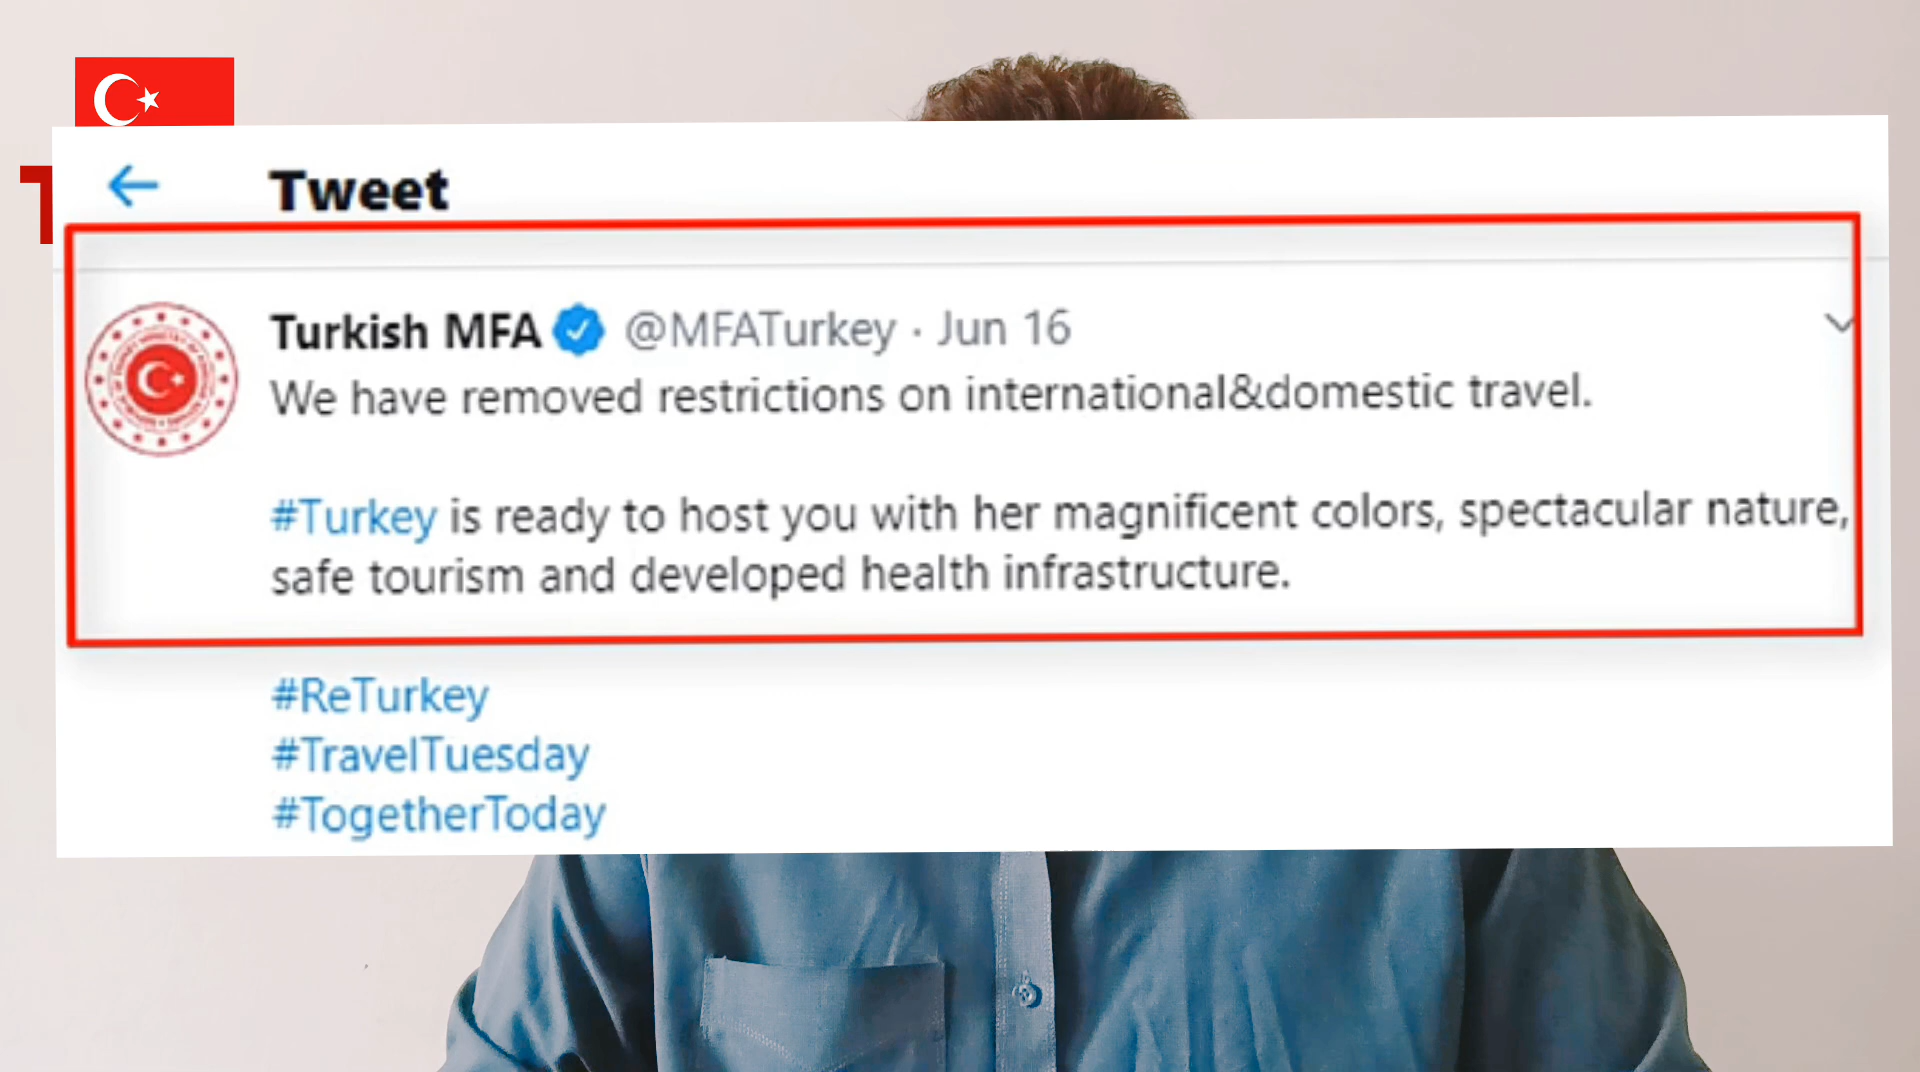 T
Tweet
Turkish MFA @MFATurkey · Jun 16
We have removed restrictions on international&domestic travel.
#Turkey is ready to host you with her magnificent colors, spectacular nature,
safe tourism and developed health infrastructure.
#ReTurkey
#TravelTuesday
#TogetherToday